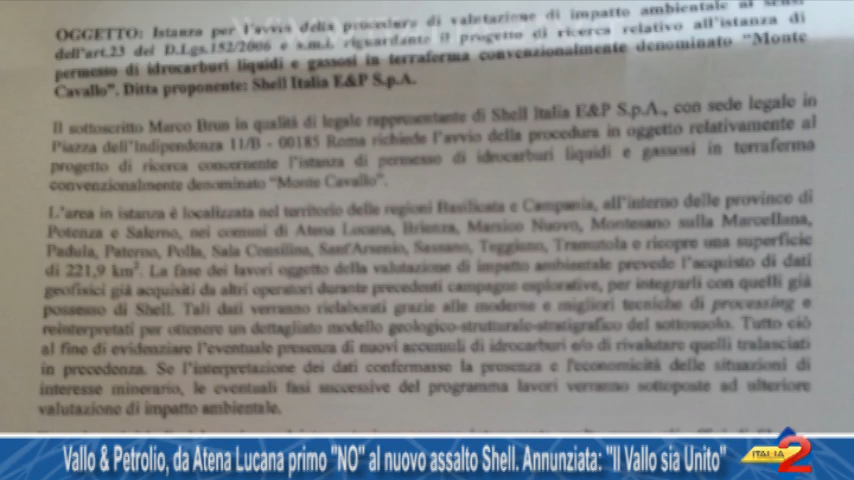 OGGETTO: Istanza per l'avvio della procedura di valutazione di impatto ambientale ai sensi
dell'art.23 del D.Lgs.152/2006 e s.m.i. riguardante il progetto di ricerca relativo all'istanza di
permesso di idrocarburi liquidi e gassosi in terraferma convenzionalmente denominato "Monte
Cavallo". Ditta proponente: Shell Italia E&P S.p.A.
Il sottoscritto Marco Brun in qualità di legale rappresentante di Shell Italia E&P S.p.A., con sede legale in
Piazza dell'Indipendenza 11/B - 00185 Roma richiede l'avvio della procedura in oggetto relativamente al
progetto di ricerca concernente l'istanza di permesso di idrocarburi liquidi e gassosi in terraferma
convenzionalmente denominato "Monte Cavallo".
L'area in istanza è localizzata nel territorio delle regioni Basilicata e Campania, all'interno delle province di
Potenza e Salerno, nei comuni di Atena Lucana, Brienza, Marsico Nuovo, Montesano sulla Marcellana,
Padula, Paterno, Polla, Sala Consilina, Sant'Arsenio, Sassano, Teggiano, Tramutola e ricopre una superficie
di 221,9 km². La fase dei lavori oggetto della valutazione di impatto ambientale prevede l'acquisto di dati
geofisici già acquisiti da altri operatori durante precedenti campagne esplorative, per integrarli con quelli già
possesso di Shell. Tali dati verranno rielaborati grazie alle moderne e migliori tecniche di processing e
reinterpretati per ottenere un dettagliato modello geologico-strutturale-stratigrafico del sottosuolo. Tutto ciò
al fine di evidenziare l'eventuale presenza di nuovi accumuli di idrocarburi e/o di rivalutare quelli tralasciati
in precedenza. Se l'interpretazione dei dati confermasse la presenza e l'economicità delle situazioni di
interesse minerario, le eventuali fasi successive del programma lavori verranno sottoposte ad ulteriore
valutazione di impatto ambientale.
Vallo & Petrolio, da Atena Lucana primo "NO" al nuovo assalto Shell. Annunziata: "Il Vallo sia Unito"
ITALIA 2